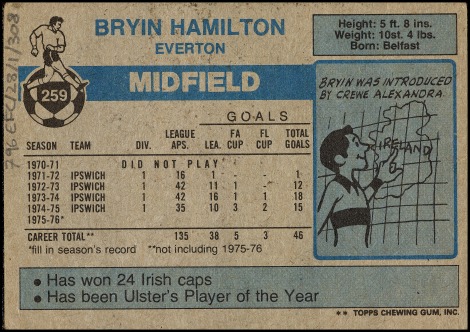 BRYIN HAMILTON
EVERTON
Height: 5 ft. 8 ins.
Weight: 10st. 4 lbs.
Born: Belfast
259
MIDFIELD
796 EFC/28/1/308
BRYIN WAS INTRODUCED
BY CREWE ALEXANDRA.
IRELAND
GOALS
SEASON TEAM DIV. LEAGUE APS. LEA. FA CUP FL CUP TOTAL GOALS
1970-71 DID NOT PLAY
1971-72 IPSWICH 1 16 - - - -
1972-73 IPSWICH 1 42 11 1 - 12
1973-74 IPSWICH 1 42 16 1 1 18
1974-75 IPSWICH 1 35 10 3 2 15
1975-76*
CAREER TOTAL** 135 38 5 3 46
*fill in season's record **not including 1975-76
• Has won 24 Irish caps
• Has been Ulster's Player of the Year
** TOPPS CHEWING GUM, INC.